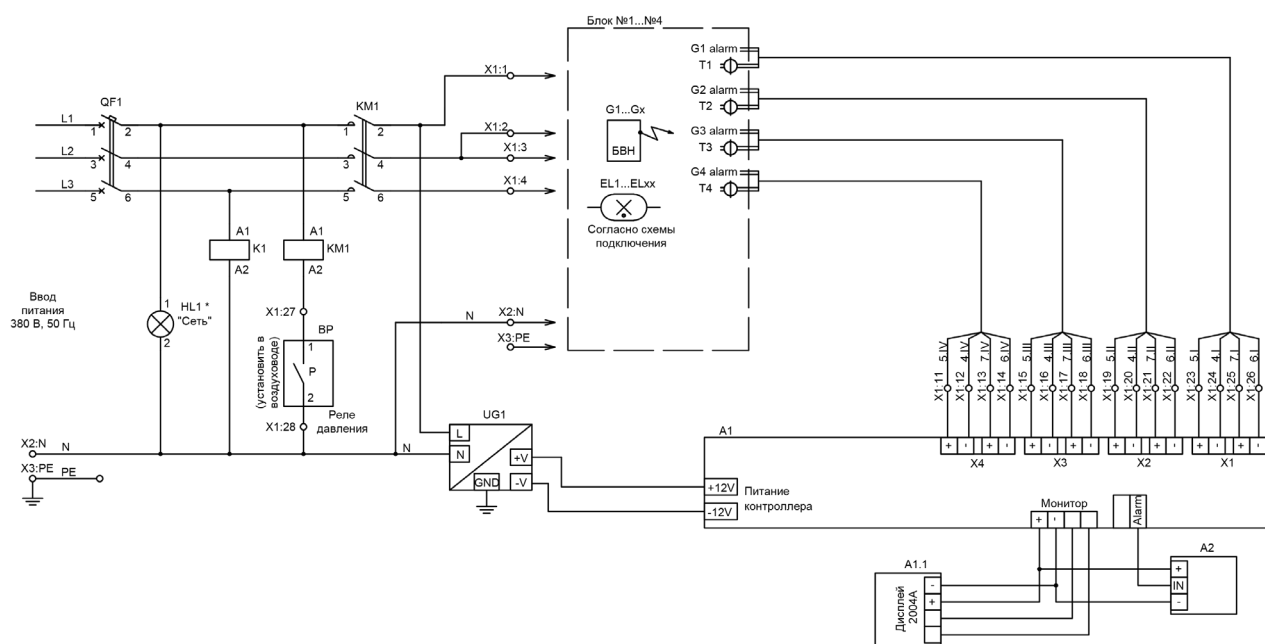 Блок №1...№4
G1 alarm
T1
X1:1
QF1
KM1
G2 alarm
T2
G1...Gx
L1
1
2
1
2
X1:2
G3 alarm
БВН
T3
L2
3
4
3
4
X1:3
G4 alarm
T4
EL1...ELxx
L3
5
6
5
6
X1:4
Согласно схемы
подключения
A1
K1
A2
A1
KM1
A2
Ввод
питания
380 В, 50 Гц
1
HL1 *
"Сеть"
2
X1:27
BP
(установить в
воздуховоде)
1
P
2
Реле
давления
X1:28
N
X2:N
X3:PE
5.IV
4.IV
7.IV
6.IV
5.III
4.III
7.III
6.III
5.II
4.II
7.II
6.II
5.I
4.I
7.I
6.I
X1:11
X1:12
X1:13
X1:14
X1:15
X1:16
X1:17
X1:18
X1:19
X1:20
X1:21
X1:22
X1:23
X1:24
X1:25
X1:26
UG1
L
N
+V
GND
-V
X2:N
N
N
X3:PE
PE
A1
+ - + -
+ - + -
+ - + -
+ - + -
X4
X3
X2
X1
+12V
-12V
Питание
контроллера
Монитор
+ -
Alarm
A1.1
Дисплей
2004A
-
+
A2
+
IN
-